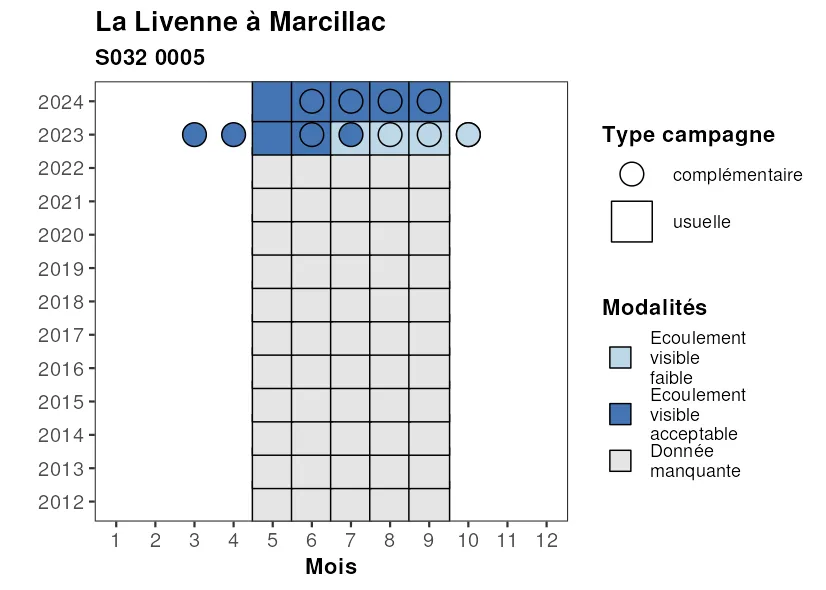 La Livenne à Marcillac
S032 0005
2024
2023
2022
2021
2020
2019
2018
2017
2016
2015
2014
2013
2012
1 2 3 4 5 6 7 8 9 10 11 12
Mois
Type campagne
complémentaire
usuelle
Modalités
Ecoulement
visible
faible
Ecoulement
visible
acceptable
Donnée
manquante